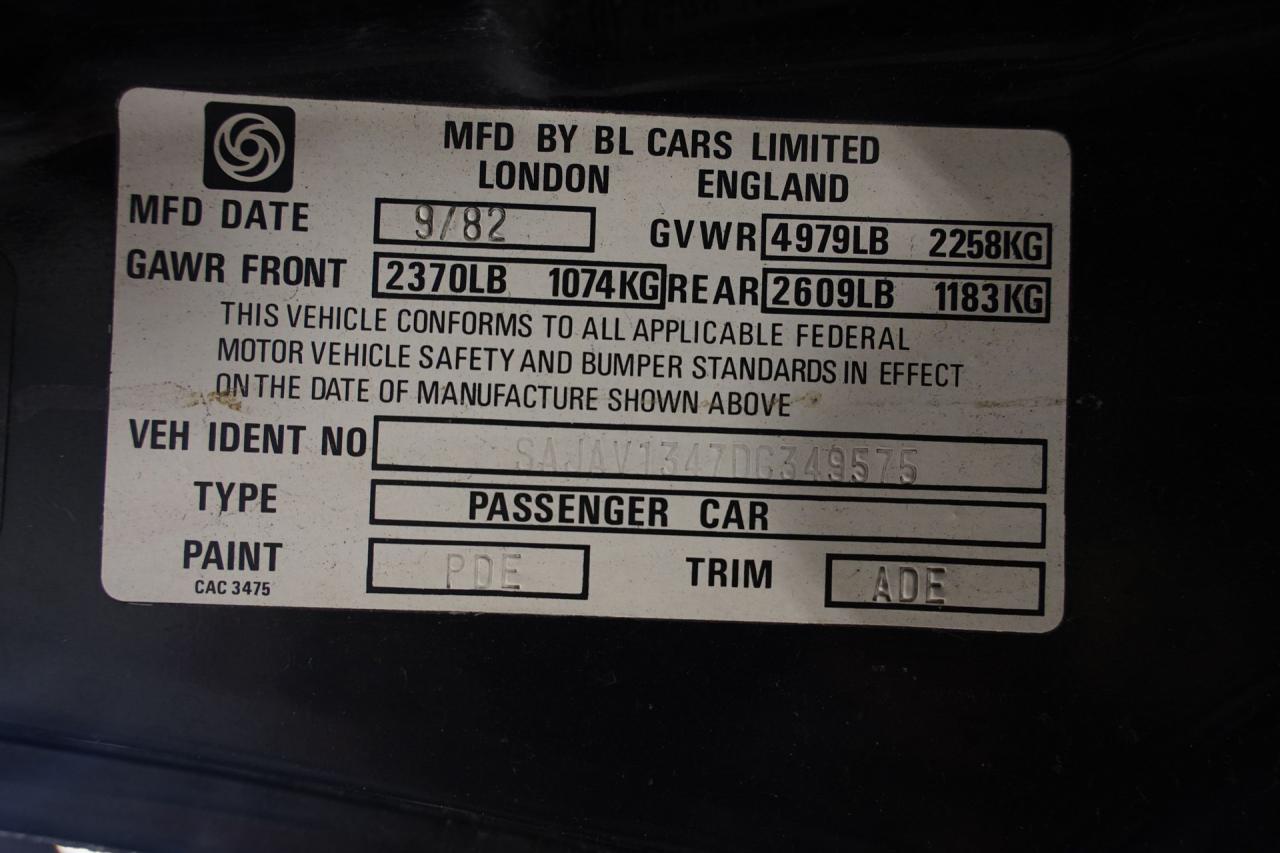 MFD BY BL CARS LIMITED
LONDON ENGLAND
MFD DATE 9/82 GVWR 4979LB 2258KG
GAWR FRONT 2370LB 1074KG REAR 2609LB 1183KG
THIS VEHICLE CONFORMS TO ALL APPLICABLE FEDERAL
MOTOR VEHICLE SAFETY AND BUMPER STANDARDS IN EFFECT
ON THE DATE OF MANUFACTURE SHOWN ABOVE
VEH IDENT NO SAJAV1347DC349575
TYPE PASSENGER CAR
PAINT PDE TRIM ADE
CAC 3475